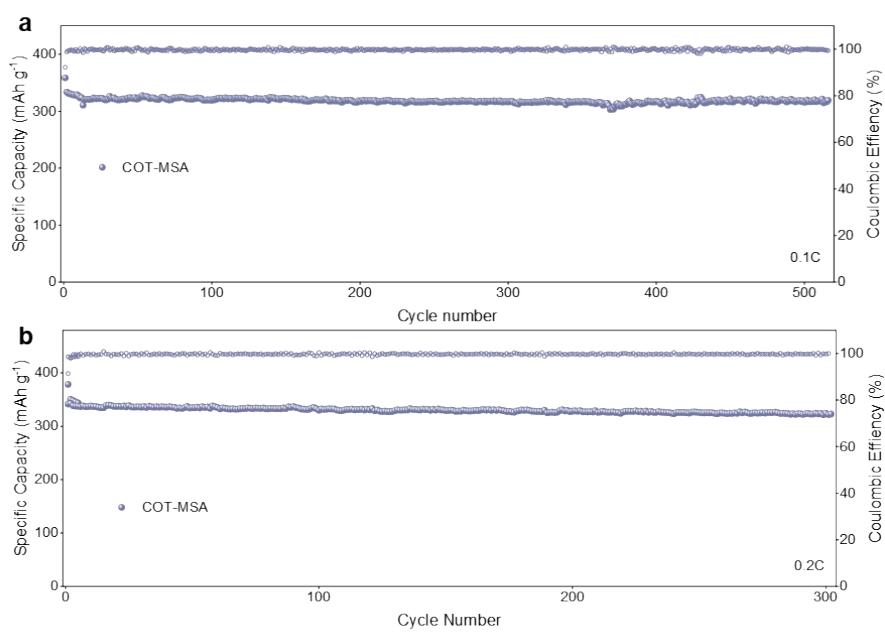 a
400
300
200
100
0
Specific Capacity (mAh g⁻¹)
100
80
60
40
20
0
Coulombic Effiency (%)
COT-MSA
0.1C
0
100
200
300
400
500
Cycle number
b
400
300
200
100
0
Specific Capacity (mAh g⁻¹)
100
80
60
40
20
0
Coulombic Effiency (%)
COT-MSA
0.2C
0
100
200
300
Cycle Number